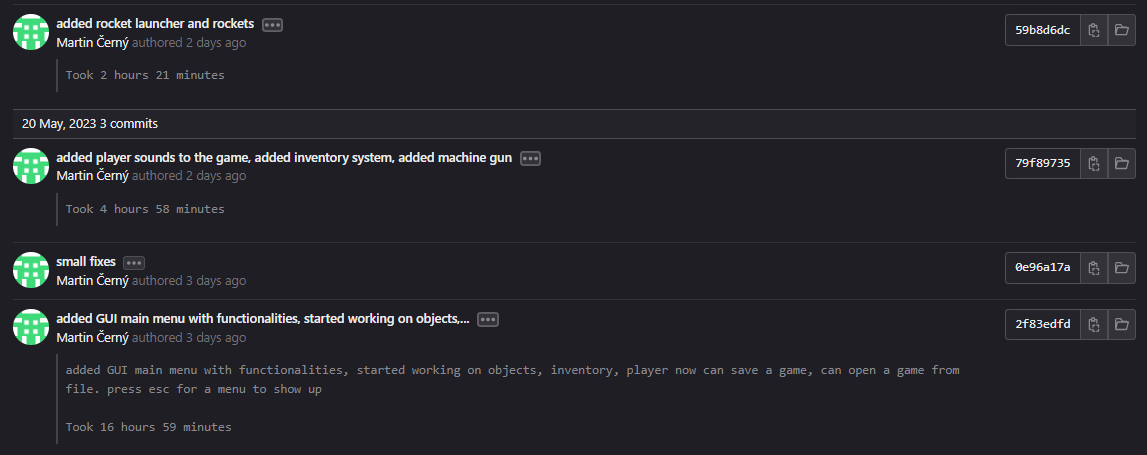 added rocket launcher and rockets
59b8d6dc
Martin Černý authored 2 days ago
Took 2 hours 21 minutes
20 May, 2023 3 commits
added player sounds to the game, added inventory system, added machine gun
79f89735
Martin Černý authored 2 days ago
Took 4 hours 58 minutes
small fixes
0e96a17a
Martin Černý authored 3 days ago
added GUI main menu with functionalities, started working on objects,...
2f83edfd
Martin Černý authored 3 days ago
added GUI main menu with functionalities, started working on objects, inventory, player now can save a game, can open a game from
file. press esc for a menu to show up
Took 16 hours 59 minutes